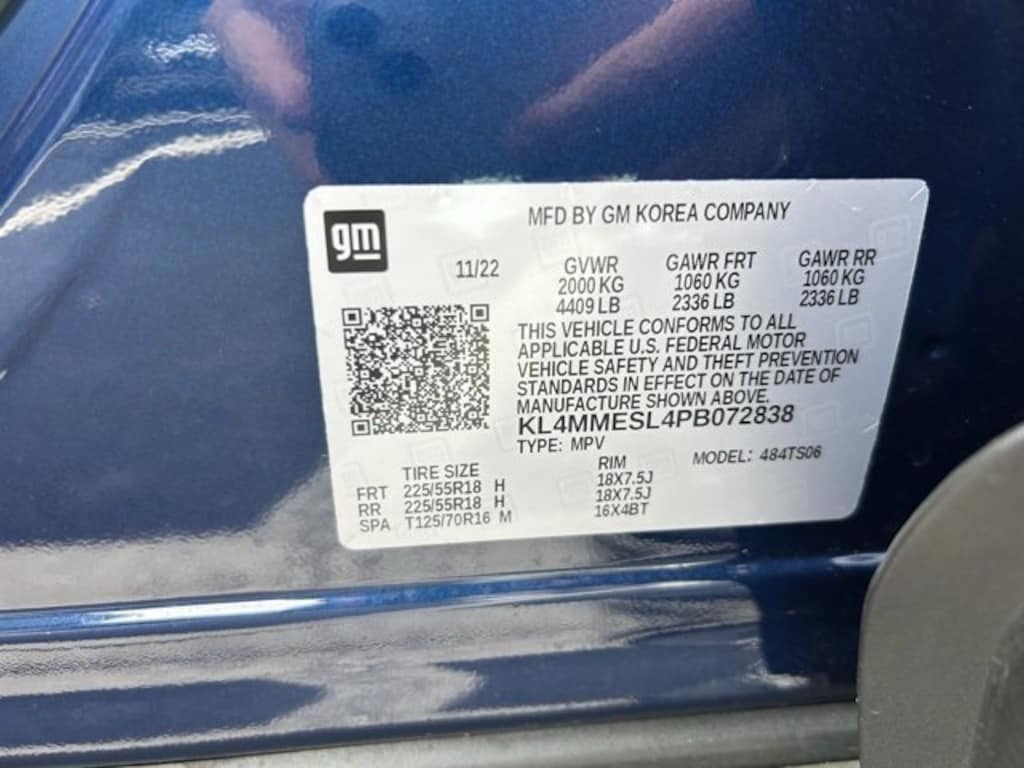 gm
MFD BY GM KOREA COMPANY
11/22
GVWR GAWR FRT GAWR RR
2000 KG 1060 KG 1060 KG
4409 LB 2336 LB 2336 LB
THIS VEHICLE CONFORMS TO ALL
APPLICABLE U.S. FEDERAL MOTOR
VEHICLE SAFETY AND THEFT PREVENTION
STANDARDS IN EFFECT ON THE DATE OF
MANUFACTURE SHOWN ABOVE.
KL4MMESL4PB072838
TYPE: MPV MODEL: 484TS06
TIRE SIZE RIM
FRT 225/55R18 H 18X7.5J
RR 225/55R18 H 18X7.5J
SPA T125/70R16 M 16X4BT